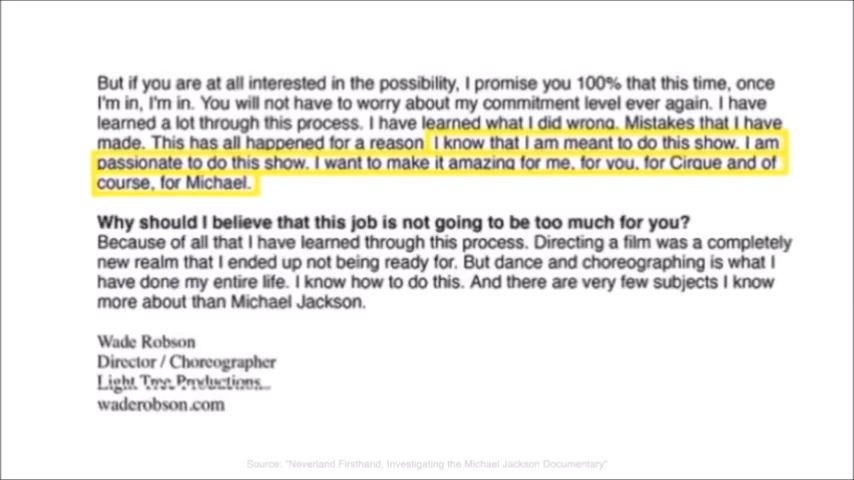 But if you are at all interested in the possibility, I promise you 100% that this time, once
I'm in, I'm in. You will not have to worry about my commitment level ever again. I have
learned a lot through this process. I have learned what I did wrong. Mistakes that I have
made. This has all happened for a reason I know that I am meant to do this show. I am
passionate to do this show. I want to make it amazing for me, for you, for Cirque and of
course, for Michael.
Why should I believe that this job is not going to be too much for you?
Because of all that I have learned through this process. Directing a film was a completely
new realm that I ended up not being ready for. But dance and choreographing is what I
have done my entire life. I know how to do this. And there are very few subjects I know
more about than Michael Jackson.
Wade Robson
Director / Choreographer
Light Tree Productions
waderobson.com
Source: "Neverland Firsthand, Investigating the Michael Jackson Documentary"